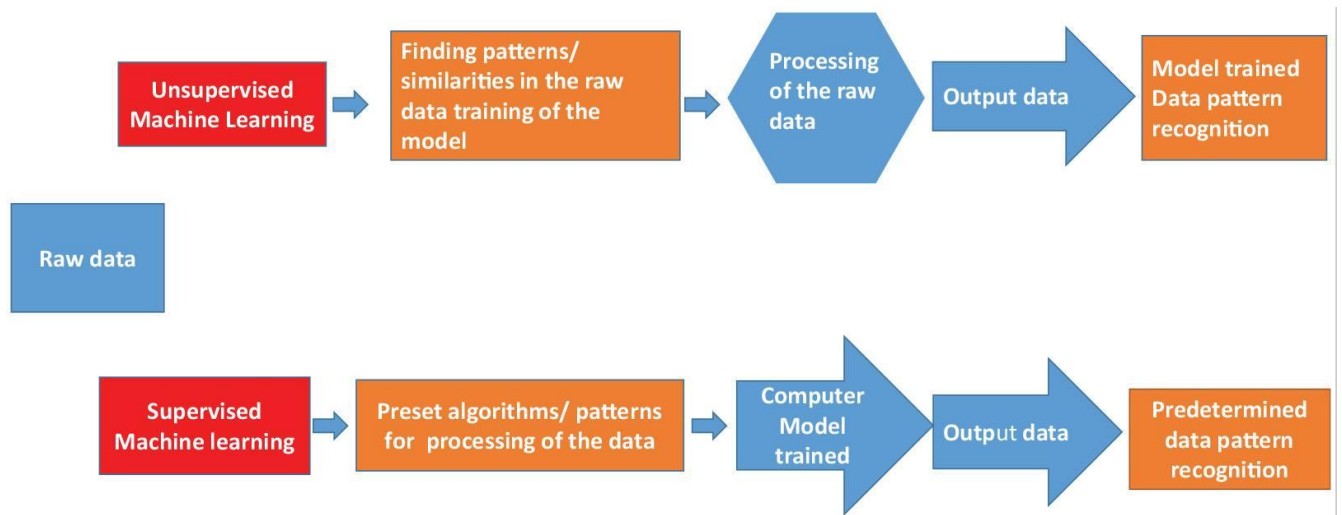 Unsupervised
Machine Learning
Finding patterns/
similarities in the raw
data training of the
model
Processing
of the raw
data
Output data
Model trained
Data pattern
recognition
Raw data
Supervised
Machine learning
Preset algorithms/ patterns
for processing of the data
Computer
Model
trained
Output data
Predetermined
data pattern
recognition